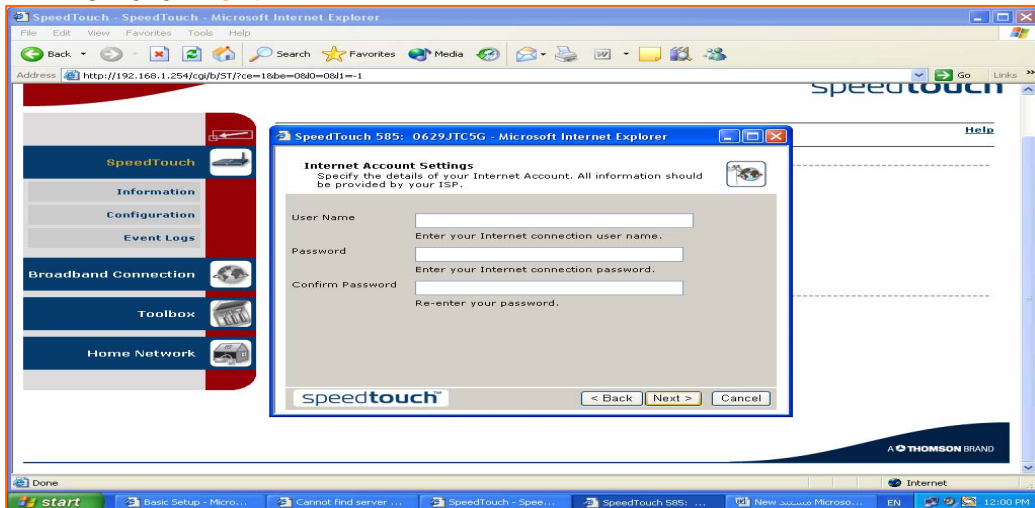 SpeedTouch - SpeedTouch - Microsoft Internet Explorer
File Edit View Favorites Tools Help
Back Search Favorites Media
Address http://192.168.1.254/cgi/b/ST/?ce=1&be=0&l0=0&l1=-1 Go Links
speedtouch
Help
SpeedTouch
Information
Configuration
Event Logs
Broadband Connection
Toolbox
Home Network
SpeedTouch 585: 0629JTC5G - Microsoft Internet Explorer
Internet Account Settings
Specify the details of your Internet Account. All information should
be provided by your ISP.
User Name
Enter your Internet connection user name.
Password
Enter your Internet connection password.
Confirm Password
Re-enter your password.
speedtouch™
< Back Next > Cancel
A THOMSON BRAND
Done Internet
start Basic Setup - Micro... Cannot find server ... SpeedTouch - Spee... SpeedTouch 585: ... New مستند Microso... EN 12:00 PM